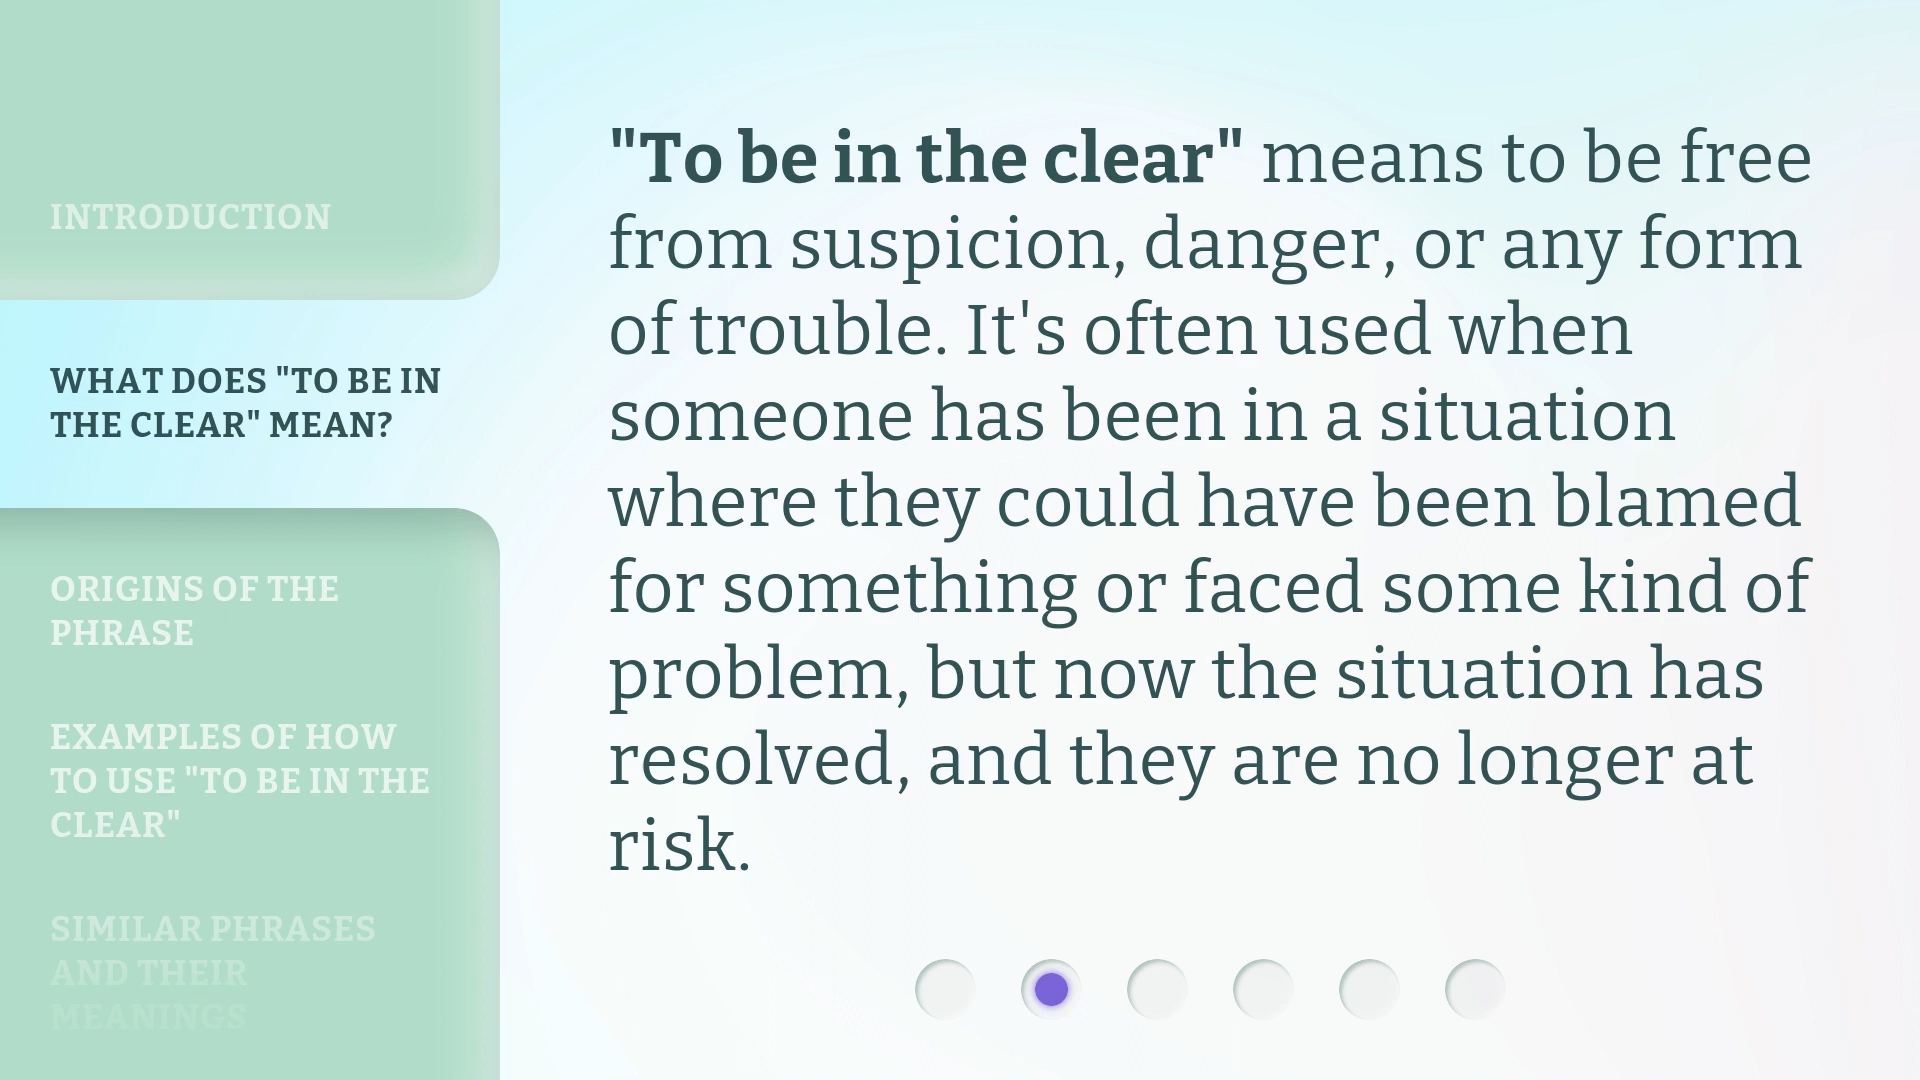 INTRODUCTION
WHAT DOES "TO BE IN
THE CLEAR" MEAN?
ORIGINS OF THE
PHRASE
EXAMPLES OF HOW
TO USE "TO BE IN THE
CLEAR"
SIMILAR PHRASES
AND THEIR
MEANINGS
"To be in the clear" means to be free
from suspicion, danger, or any form
of trouble. It's often used when
someone has been in a situation
where they could have been blamed
for something or faced some kind of
problem, but now the situation has
resolved, and they are no longer at
risk.